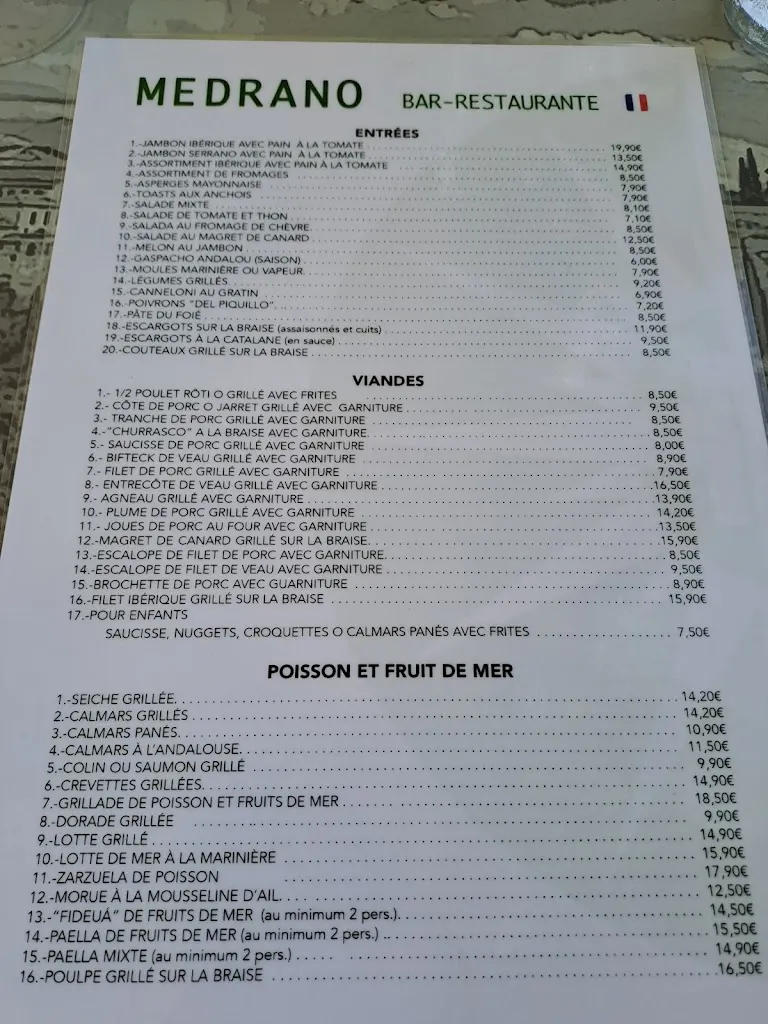 MEDRANO BAR-RESTAURANTE
ENTRÉES
1.-JAMBON IBÉRIQUE AVEC PAIN À LA TOMATE 19,90€
2.-JAMBON SERRANO AVEC PAIN À LA TOMATE 13,50€
3.-ASSORTIMENT IBÉRIQUE AVEC PAIN À LA TOMATE 14,90€
4.-ASSORTIMENT DE FROMAGES 8,50€
5.-ASPERGES MAYONNAISE 7,90€
6.-TOASTS AUX ANCHOIS 7,90€
7.-SALADE MIXTE 8,10€
8.-SALADE DE TOMATE ET THON 7,10€
9.-SALADA AU FROMAGE DE CHÈVRE 8,50€
10.-SALADE AU MAGRET DE CANARD 12,50€
11.-MELON AU JAMBON 8,50€
12.-GASPACHO ANDALOU (SAISON) 6,00€
13.-MOULES MARINIÈRE OU VAPEUR 7,90€
14.-LÉGUMES GRILLÉS 9,20€
15.-CANNELONI AU GRATIN 6,90€
16.-POIVRONS "DEL PIQUILLO" 7,20€
17.-PÂTE DU FOIÉ 8,50€
18.-ESCARGOTS SUR LA BRAISE (assaisonnés et cuits) 11,90€
19.-ESCARGOTS À LA CATALANE (en sauce) 9,50€
20.-COUTEAUX GRILLÉ SUR LA BRAISE 8,50€
VIANDES
1.- 1/2 POULET RÔTI O GRILLÉ AVEC FRITES 8,50€
2.- CÔTE DE PORC O JARRET GRILLÉ AVEC GARNITURE 9,50€
3.- TRANCHE DE PORC GRILLÉ AVEC GARNITURE 8,50€
4.-"CHURRASCO" A LA BRAISE AVEC GARNITURE 8,50€
5.- SAUCISSE DE PORC GRILLÉ AVEC GARNITURE 8,00€
6.- BIFTECK DE VEAU GRILLÉ AVEC GARNITURE 8,90€
7.- FILET DE PORC GRILLÉ AVEC GARNITURE 7,90€
8.- ENTRECÔTE DE VEAU GRILLÉ AVEC GARNITURE 16,50€
9.- AGNEAU GRILLÉ AVEC GARNITURE 13,90€
10.- PLUME DE PORC GRILLÉ AVEC GARNITURE 14,20€
11.- JOUES DE PORC AU FOUR AVEC GARNITURE 13,50€
12.-MAGRET DE CANARD GRILLÉ SUR LA BRAISE 15,90€
13.-ESCALOPE DE FILET DE PORC AVEC GARNITURE 8,50€
14.-ESCALOPE DE FILET DE VEAU AVEC GARNITURE 9,50€
15.-BROCHETTE DE PORC AVEC GUARNITURE 8,90€
16.-FILET IBÉRIQUE GRILLÉ SUR LA BRAISE 15,90€
17.-POUR ENFANTS
SAUCISSE, NUGGETS, CROQUETTES O CALMARS PANÉS AVEC FRITES 7,50€
POISSON ET FRUIT DE MER
1.-SEICHE GRILLÉE 14,20€
2.-CALMARS GRILLÉS 14,20€
3.-CALMARS PANÉS 10,90€
4.-CALMARS À L'ANDALOUSE 11,50€
5.-COLIN OU SAUMON GRILLÉ 9,90€
6.-CREVETTES GRILLÉES 14,90€
7.-GRILLADE DE POISSON ET FRUITS DE MER 18,50€
8.-DORADE GRILLÉE 9,90€
9.-LOTTE GRILLÉ 14,90€
10.-LOTTE DE MER À LA MARINIÈRE 15,90€
11.-ZARZUELA DE POISSON 17,90€
12.-MORUE À LA MOUSSELINE D'AIL 12,50€
13.-"FIDEUÁ" DE FRUITS DE MER (au minimum 2 pers.) 14,50€
14.-PAELLA DE FRUITS DE MER (au minimum 2 pers.) 15,50€
15.-PAELLA MIXTE (au minimum 2 pers.) 14,90€
16.-POULPE GRILLÉ SUR LA BRAISE 16,50€